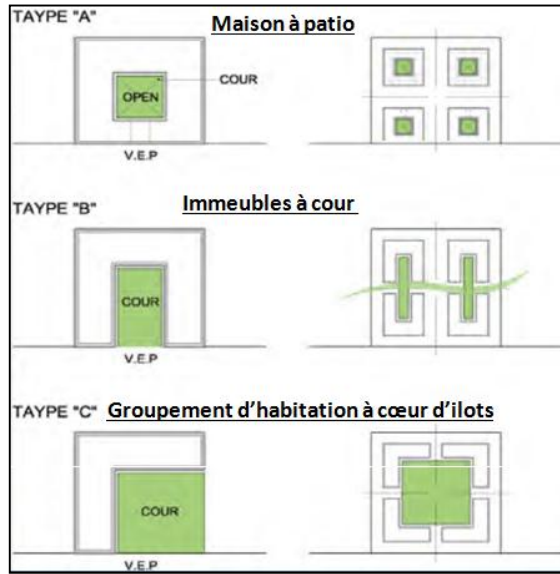 TAYPE "A"
Maison à patio
COUR
OPEN
V.E.P
TAYPE "B"
Immeubles à cour
COUR
V.E.P
TAYPE "C"
Groupement d'habitation à cœur d'ilots
COUR
V.E.P